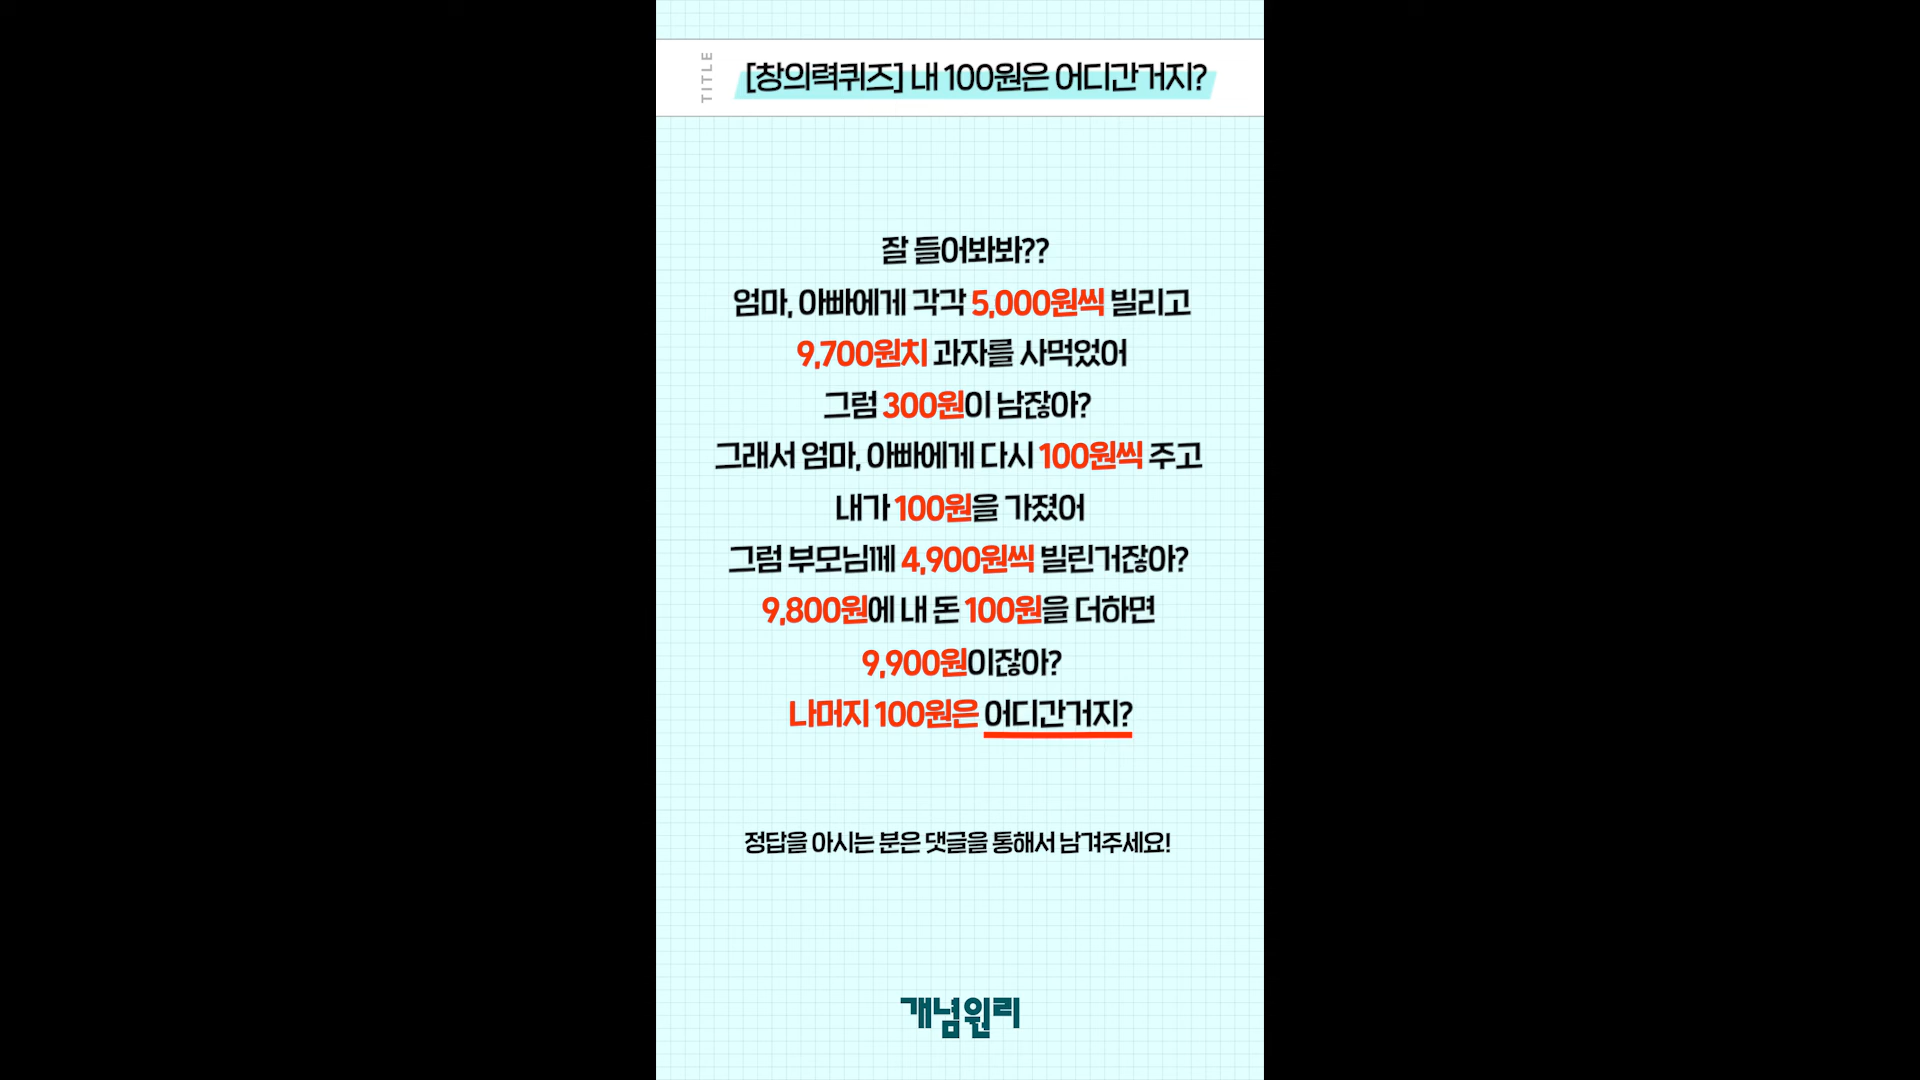 TITLE
[창의력퀴즈] 내 100원은 어디간거지?
잘 들어봐봐??
엄마, 아빠에게 각각 5,000원씩 빌리고
9,700원치 과자를 사먹었어
그럼 300원이 남잖아?
그래서 엄마, 아빠에게 다시 100원씩 주고
내가 100원을 가졌어
그럼 부모님께 4,900원씩 빌린거잖아?
9,800원에 내 돈 100원을 더하면
9,900원이잖아?
나머지 100원은 어디간거지?
정답을 아시는 분은 댓글을 통해서 남겨주세요!
개념원리